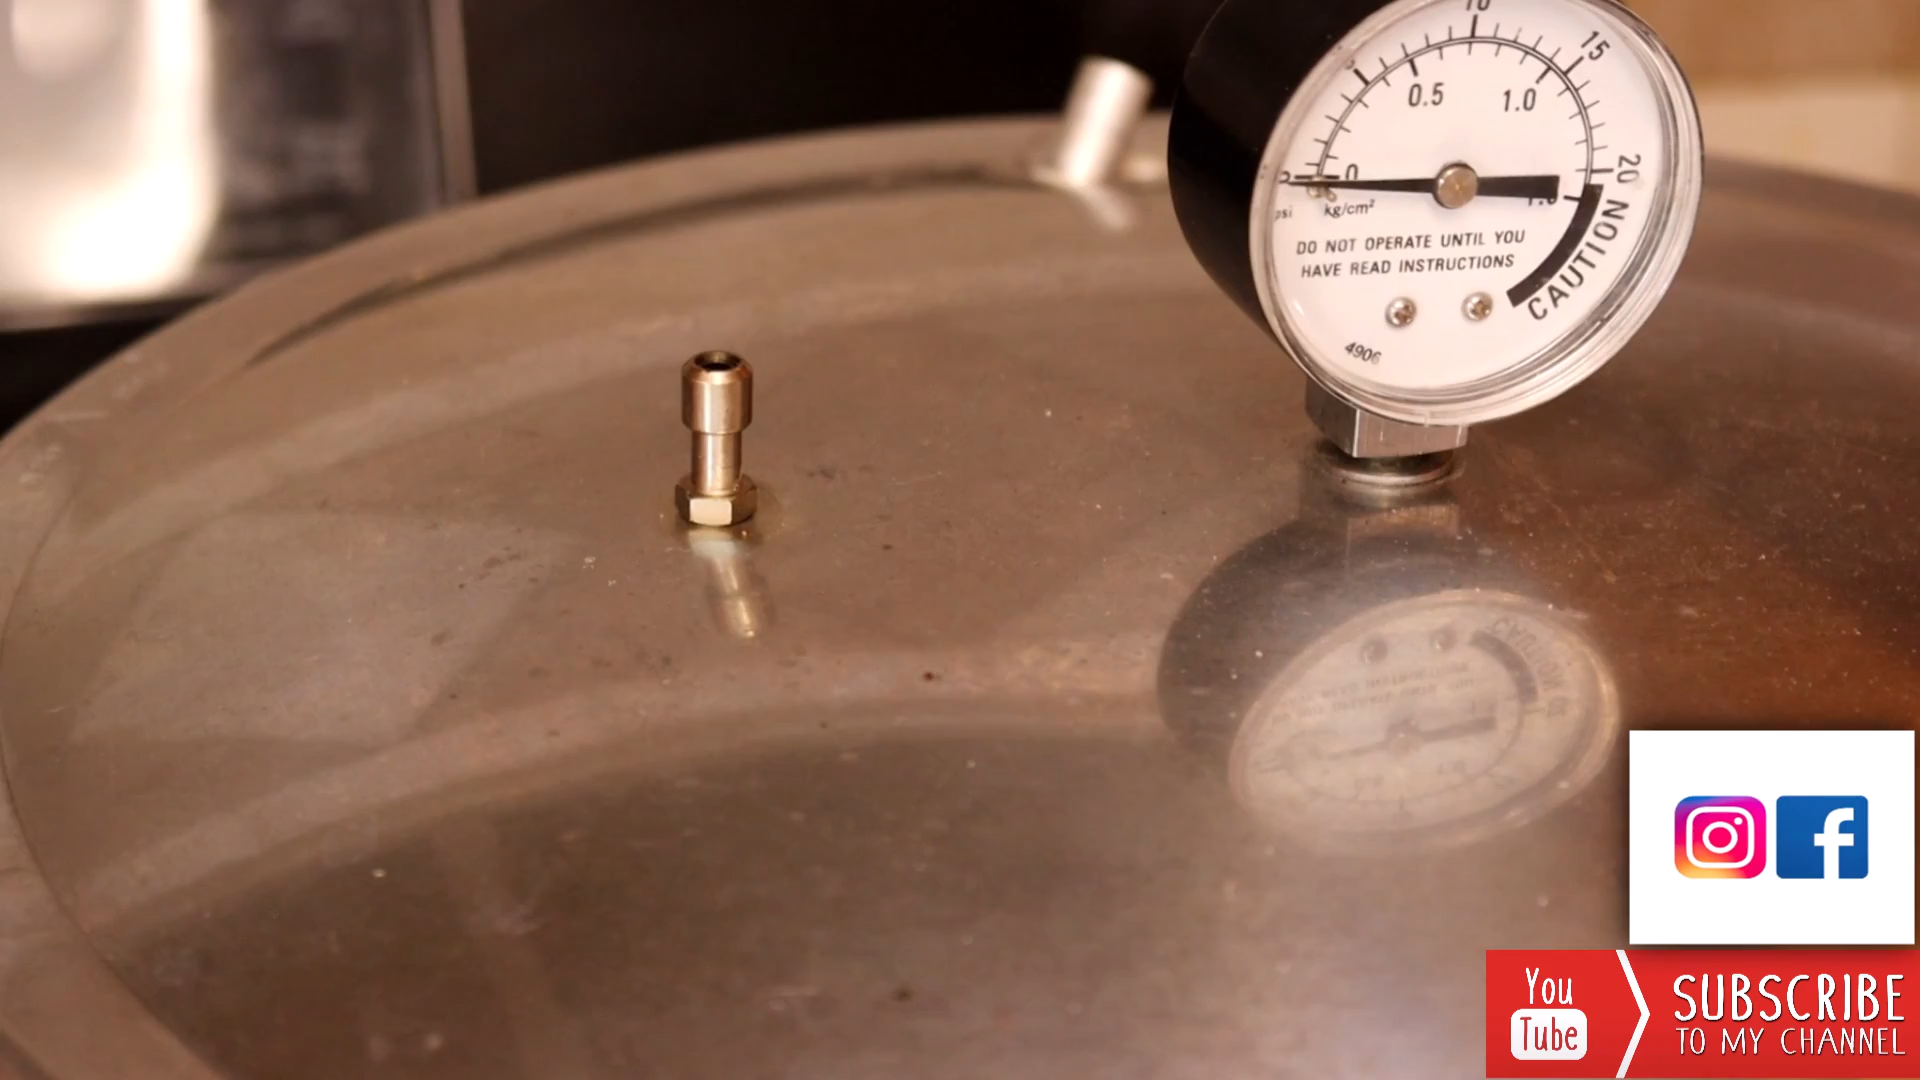 10
15
0.5
1.0
20
0
psi
kg/cm²
DO NOT OPERATE UNTIL YOU
HAVE READ INSTRUCTIONS
CAUTION
4906
You
Tube
SUBSCRIBE
TO MY CHANNEL